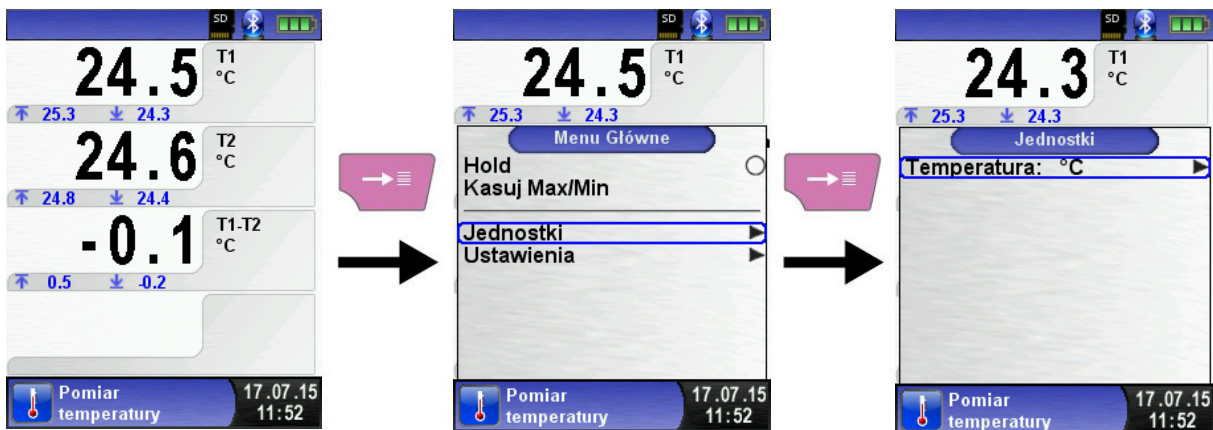 SD
24.5 T1 °C
25.3 24.3
24.6 T2 °C
24.8 24.4
-0.1 T1-T2 °C
0.5 -0.2
Pomiar temperatury
17.07.15
11:52
SD
24.5 T1 °C
25.3 24.3
Menu Główne
Hold
Kasuj Max/Min
Jednostki
Ustawienia
Pomiar temperatury
17.07.15
11:52
SD
24.3 T1 °C
25.3 24.3
Jednostki
Temperatura: °C
Pomiar temperatury
17.07.15
11:52